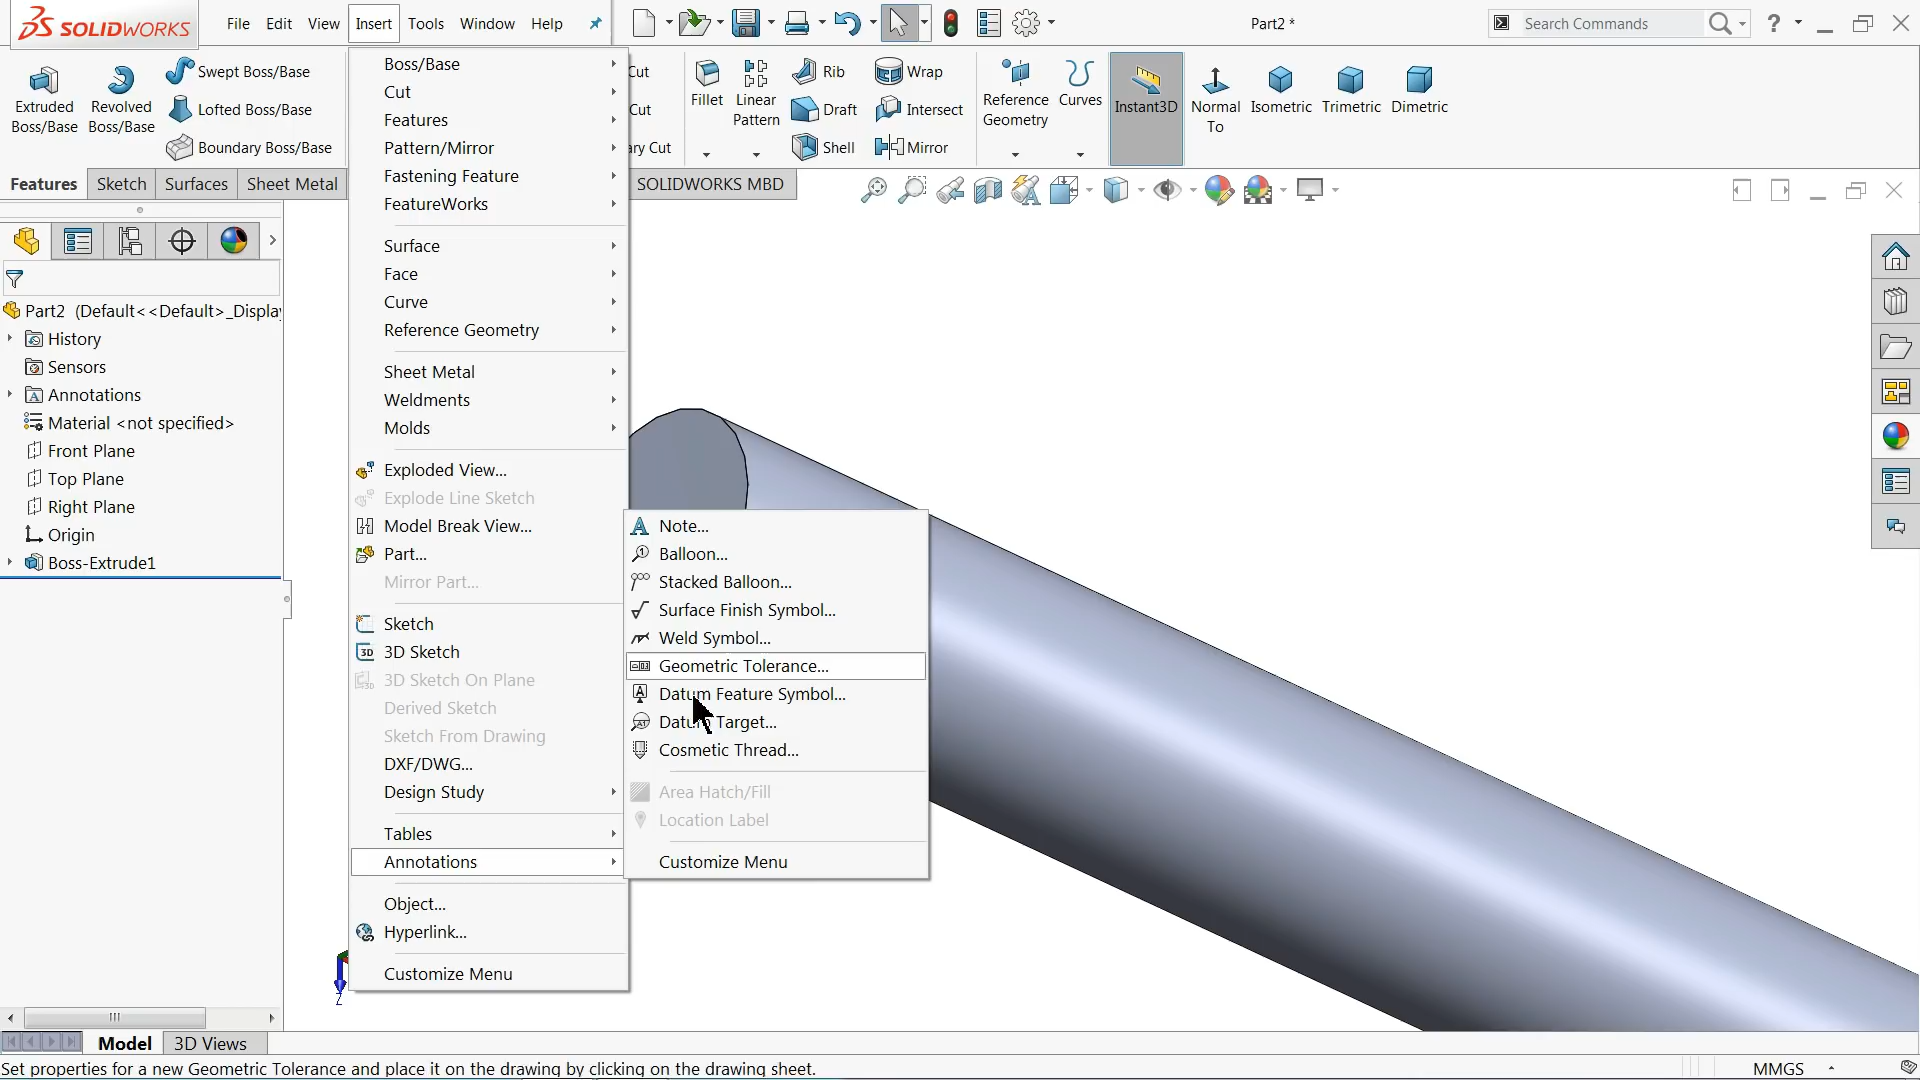 SOLIDWORKS
File Edit View Insert Tools Window Help
Part2 *
Search Commands
?
Extruded Boss/Base
Revolved Boss/Base
Swept Boss/Base
Lofted Boss/Base
Boundary Boss/Base
Cut
Cut
ry Cut
Fillet
Linear Pattern
Rib
Draft
Shell
Wrap
Intersect
Mirror
Reference Geometry
Curves
Instant3D
Normal To
Isometric
Trimetric
Dimetric
Features Sketch Surfaces Sheet Metal SOLIDWORKS MBD
Part2 (Default<<Default>_Displa
History
Sensors
Annotations
Material <not specified>
Front Plane
Top Plane
Right Plane
Origin
Boss-Extrude1
Boss/Base
Cut
Features
Pattern/Mirror
Fastening Feature
FeatureWorks
Surface
Face
Curve
Reference Geometry
Sheet Metal
Weldments
Molds
Exploded View...
Explode Line Sketch
Model Break View...
Part...
Mirror Part...
Sketch
3D Sketch
3D Sketch On Plane
Derived Sketch
Sketch From Drawing
DXF/DWG...
Design Study
Tables
Annotations
Object...
Hyperlink...
Customize Menu
Note...
Balloon...
Stacked Balloon...
Surface Finish Symbol...
Weld Symbol...
Geometric Tolerance...
Datum Feature Symbol...
Datum Target...
Cosmetic Thread...
Area Hatch/Fill
Location Label
Customize Menu
Z
Model 3D Views
Set properties for a new Geometric Tolerance and place it on the drawing by clicking on the drawing sheet.
MMGS